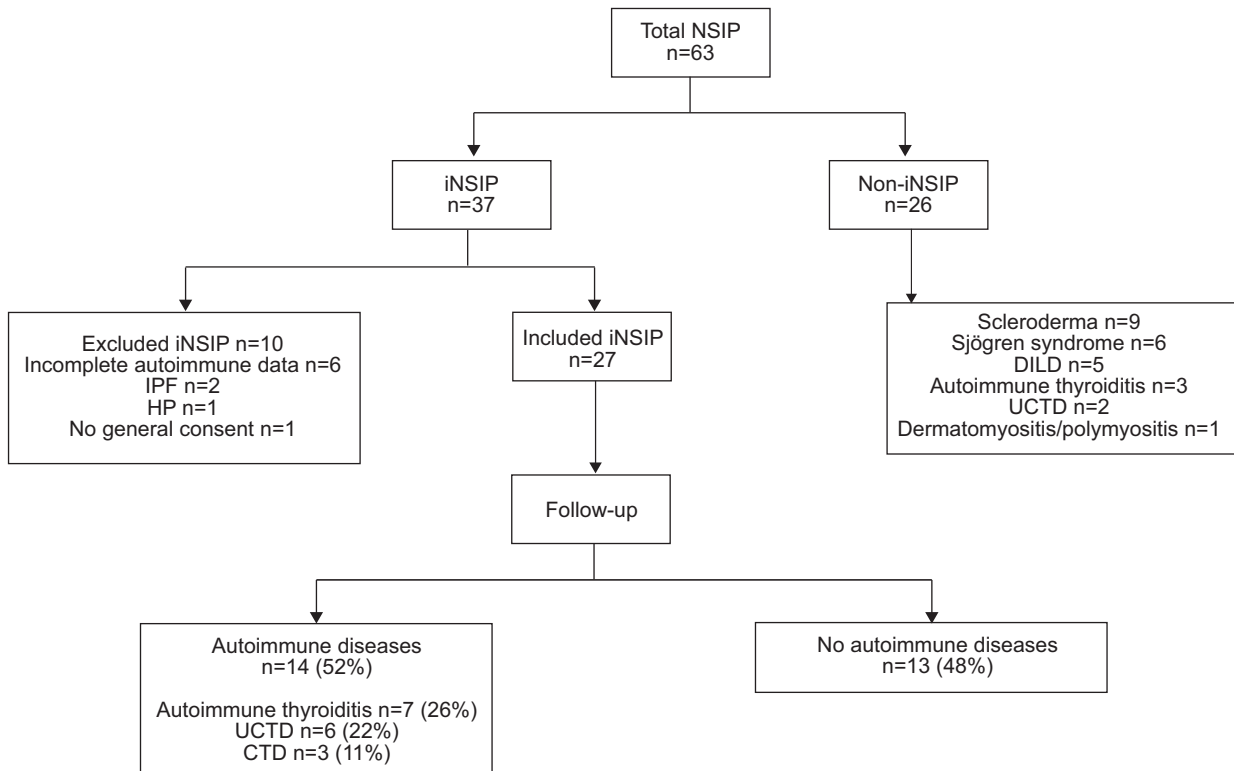 Total NSIP
n=63
iNSIP
n=37
Non-iNSIP
n=26
Excluded iNSIP n=10
Incomplete autoimmune data n=6
IPF n=2
HP n=1
No general consent n=1
Included iNSIP
n=27
Scleroderma n=9
Sjögren syndrome n=6
DILD n=5
Autoimmune thyroiditis n=3
UCTD n=2
Dermatomyositis/polymyositis n=1
Follow-up
Autoimmune diseases
n=14 (52%)
Autoimmune thyroiditis n=7 (26%)
UCTD n=6 (22%)
CTD n=3 (11%)
No autoimmune diseases
n=13 (48%)